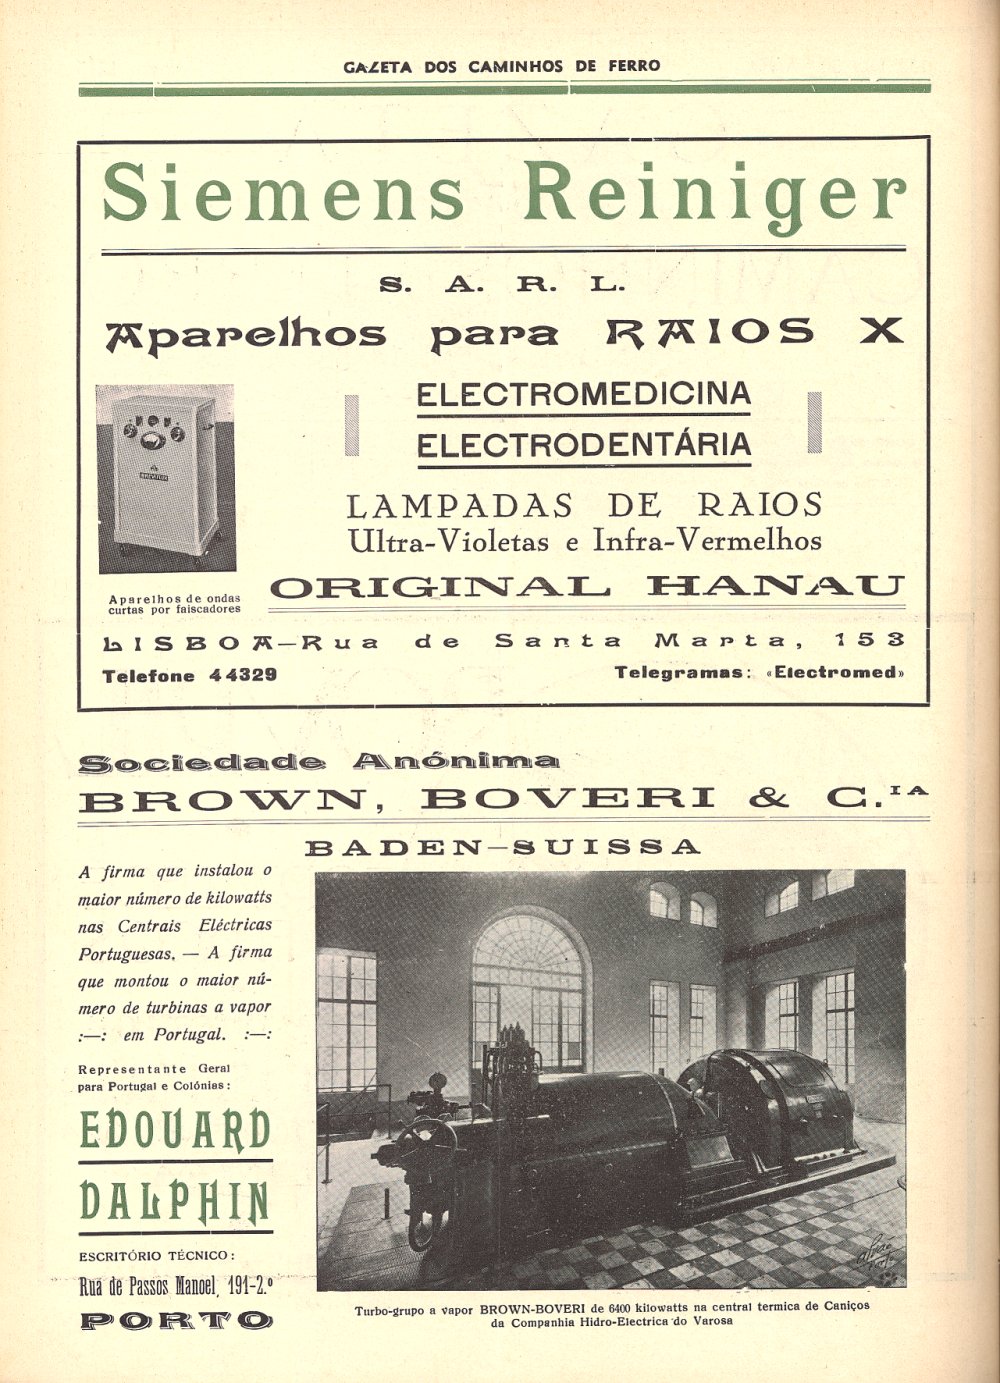 GAZETA DOS CAMINHOS DE FERRO
Siemens Reiniger
S. A. R. L.
Aparelhos para RAIOS X
ELECTROMEDICINA
ELECTRODENTÁRIA
LAMPADAS DE RAIOS
Ultra-Violetas e Infra-Vermelhos
ORIGINAL HANAU
Aparelhos de ondas
curtas por faiscadores
LISBOA—Rua de Santa Marta, 153
Telefone 44329
Telegramas: «Electromed»
Sociedade Anónima
BROWN, BOVERI & C.IA
BADEN—SUISSA
A firma que instalou o
maior número de kilowatts
nas Centrais Eléctricas
Portuguesas. — A firma
que montou o maior nú-
mero de turbinas a vapor
:—: em Portugal. :—:
Representante Geral
para Portugal e Colónias:
EDOUARD
DALPHIN
ESCRITÓRIO TÉCNICO:
Rua de Passos Manoel, 191-2.º
PORTO
Turbo-grupo a vapor BROWN-BOVERI de 6400 kilowatts na central termica de Caniços
da Companhia Hidro-Electrica do Varosa